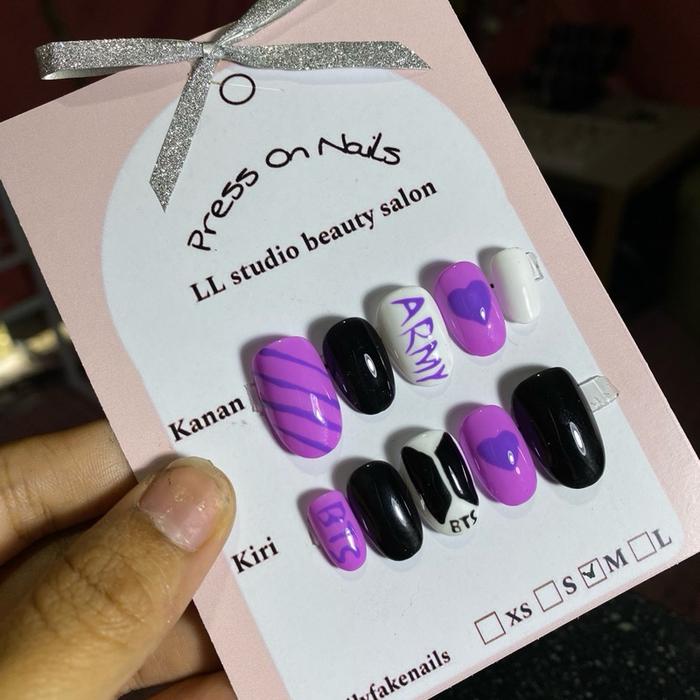 Press On Nails
LL studio beauty salon
Kanan
ARMY
Kiri
BTS
BTS
XS S M L